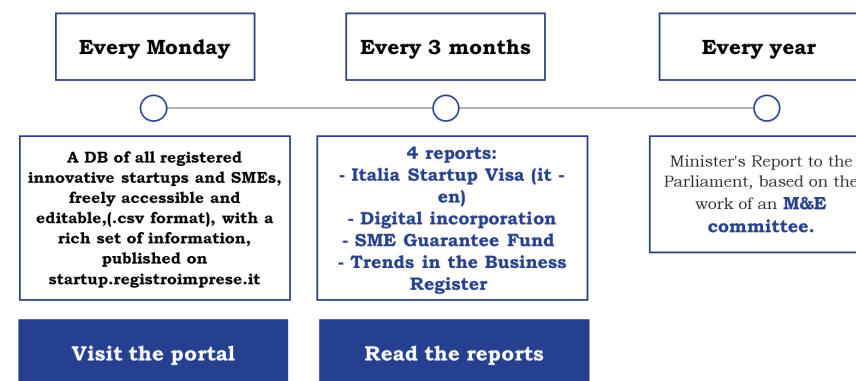 Every Monday
Every 3 months
Every year
A DB of all registered
innovative startups and SMEs,
freely accessible and
editable,(.csv format), with a
rich set of information,
published on
startup.registroimprese.it
4 reports:
- Italia Startup Visa (it -
en)
- Digital incorporation
- SME Guarantee Fund
- Trends in the Business
Register
Minister's Report to the
Parliament, based on the
work of an M&E
committee.
Visit the portal
Read the reports